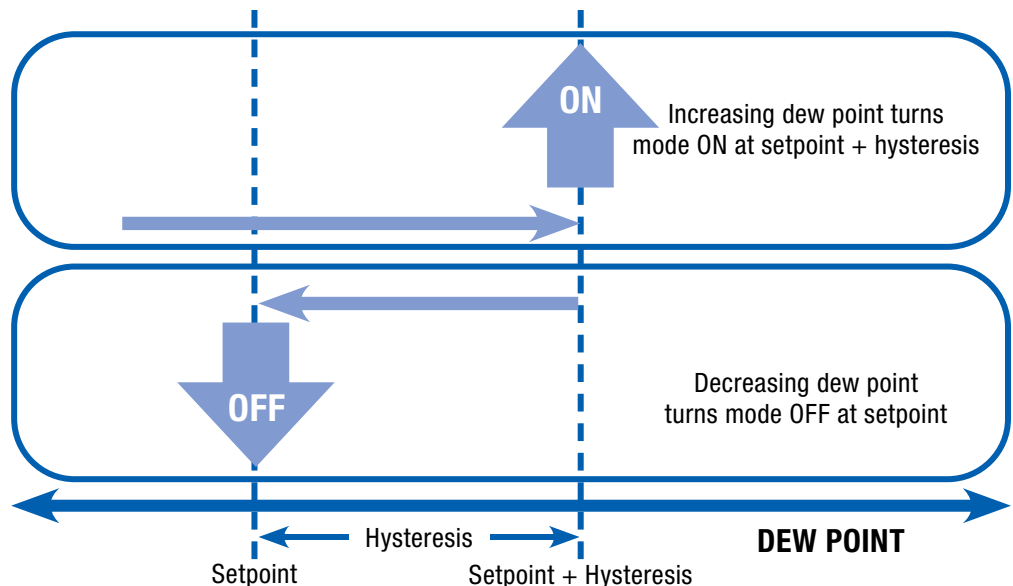 ON
Increasing dew point turns
mode ON at setpoint + hysteresis
OFF
Decreasing dew point
turns mode OFF at setpoint
Hysteresis
DEW POINT
Setpoint
Setpoint + Hysteresis